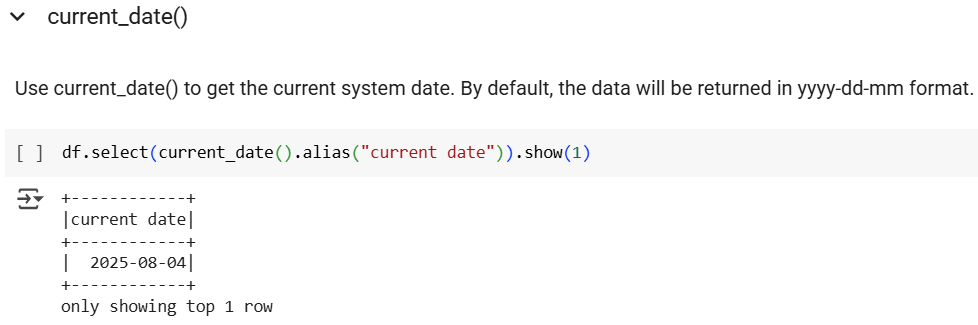 current_date()
Use current_date() to get the current system date. By default, the data will be returned in yyyy-dd-mm format.
[ ] df.select(current_date().alias("current date")).show(1)
+------------+
|current date|
+------------+
|  2025-08-04|
+------------+
only showing top 1 row